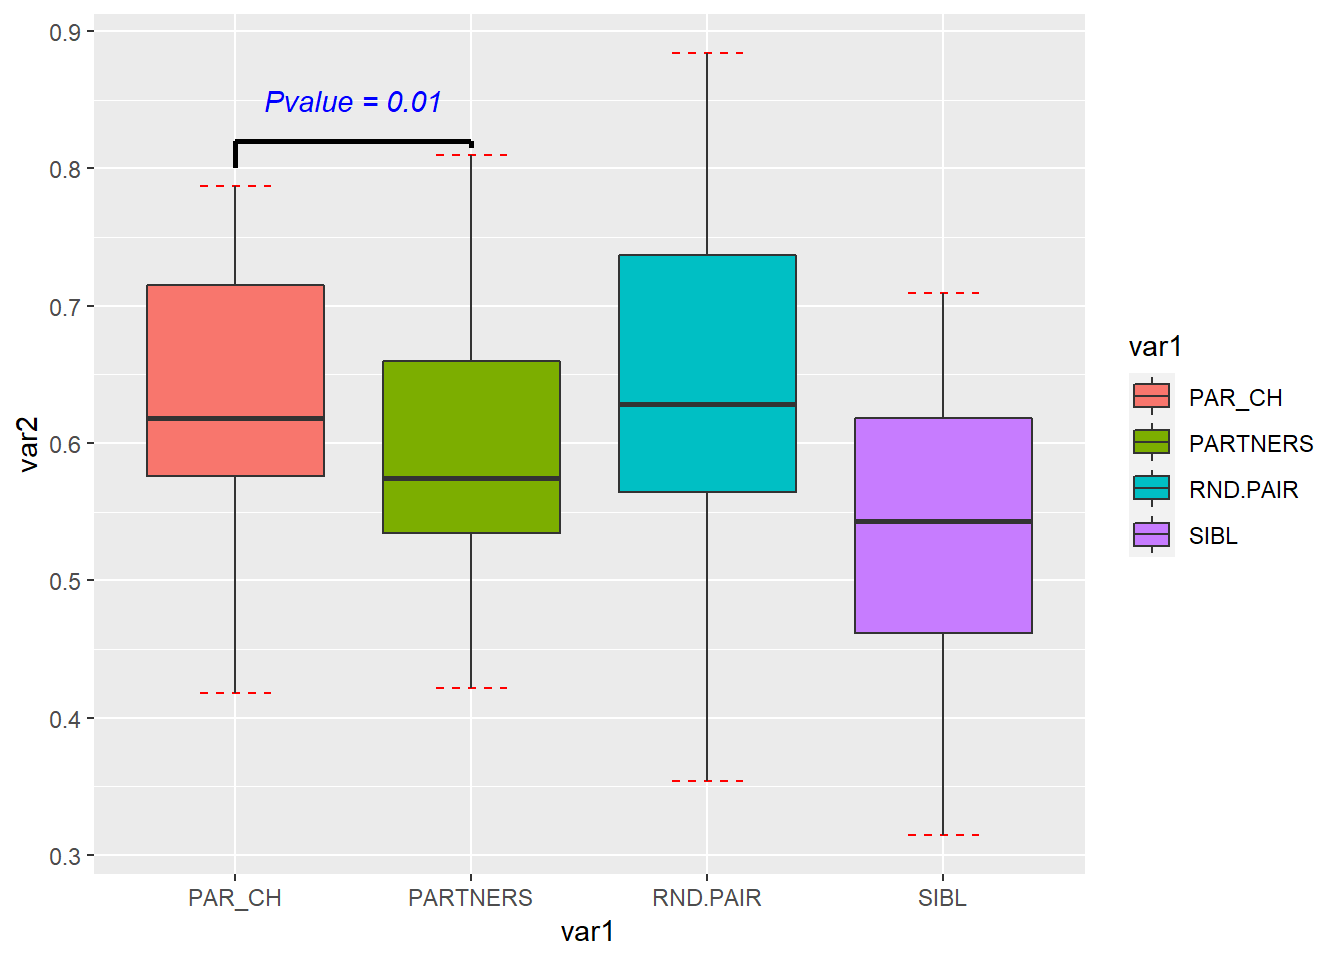 0.9
0.8
0.7
0.6
0.5
0.4
0.3
var2
Pvalue = 0.01
PAR_CH PARTNERS RND.PAIR SIBL
var1
var1
PAR_CH
PARTNERS
RND.PAIR
SIBL